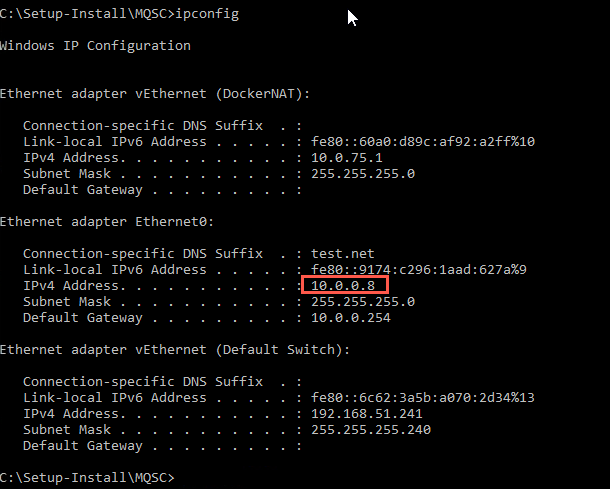 C:\Setup-Install\MQSC>ipconfig
Windows IP Configuration
Ethernet adapter vEthernet (DockerNAT):
Connection-specific DNS Suffix  . :
Link-local IPv6 Address . . . . . : fe80::60a0:d89c:af92:a2ff%10
IPv4 Address. . . . . . . . . . . : 10.0.75.1
Subnet Mask . . . . . . . . . . . : 255.255.255.0
Default Gateway . . . . . . . . . :
Ethernet adapter Ethernet0:
Connection-specific DNS Suffix  . : test.net
Link-local IPv6 Address . . . . . : fe80::9174:c296:1aad:627a%9
IPv4 Address. . . . . . . . . . . : 10.0.0.8
Subnet Mask . . . . . . . . . . . : 255.255.255.0
Default Gateway . . . . . . . . . : 10.0.0.254
Ethernet adapter vEthernet (Default Switch):
Connection-specific DNS Suffix  . :
Link-local IPv6 Address . . . . . : fe80::6c62:3a5b:a070:2d34%13
IPv4 Address. . . . . . . . . . . : 192.168.51.241
Subnet Mask . . . . . . . . . . . : 255.255.255.240
Default Gateway . . . . . . . . . :
C:\Setup-Install\MQSC>